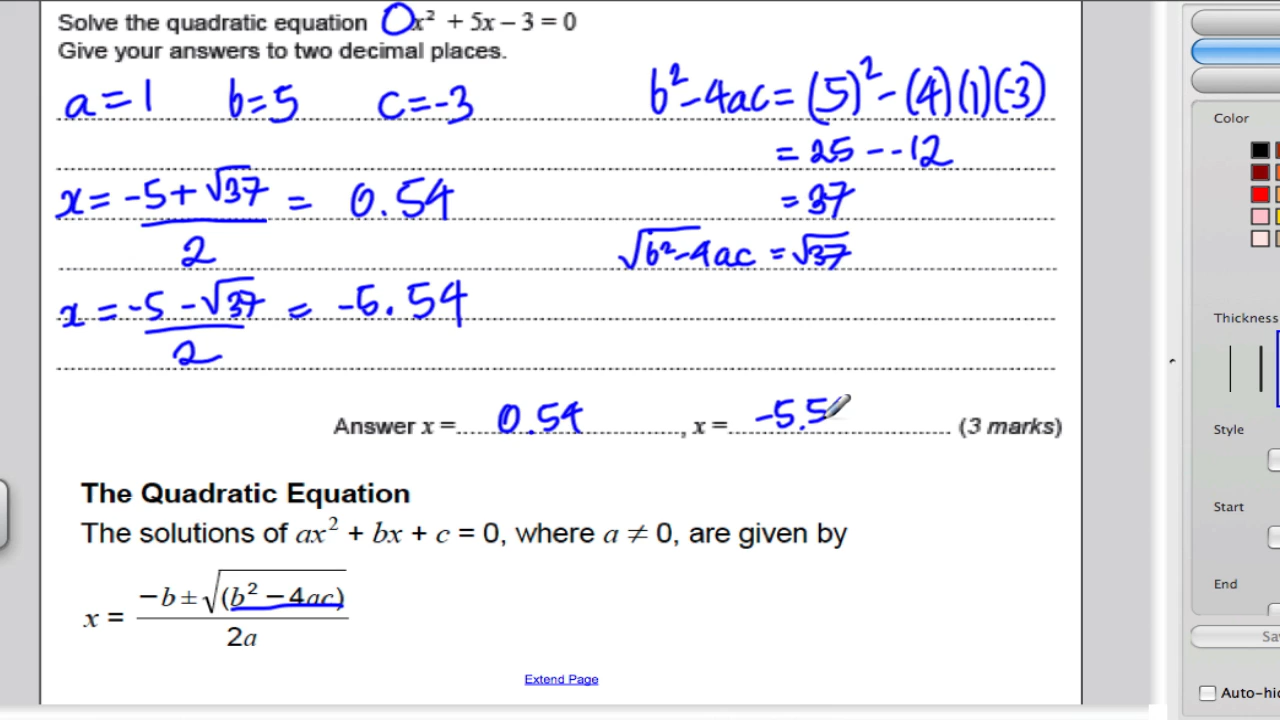 Solve the quadratic equation x² + 5x – 3 = 0
Give your answers to two decimal places.
a = 1 b = 5 c = -3 b² - 4ac = (5)² - (4)(1)(-3)
= 25 - -12
x = -5 + √37 / 2 = 0.54
= 37
√b² - 4ac = √37
x = -5 - √37 / 2 = -5.54
Answer x = 0.54 , x = -5.5 (3 marks)
The Quadratic Equation
The solutions of ax² + bx + c = 0, where a ≠ 0, are given by
x = −b ± √(b² − 4ac) / 2a
Extend Page
Color
Thickness
Style
Start
End
Sav
Auto-hid